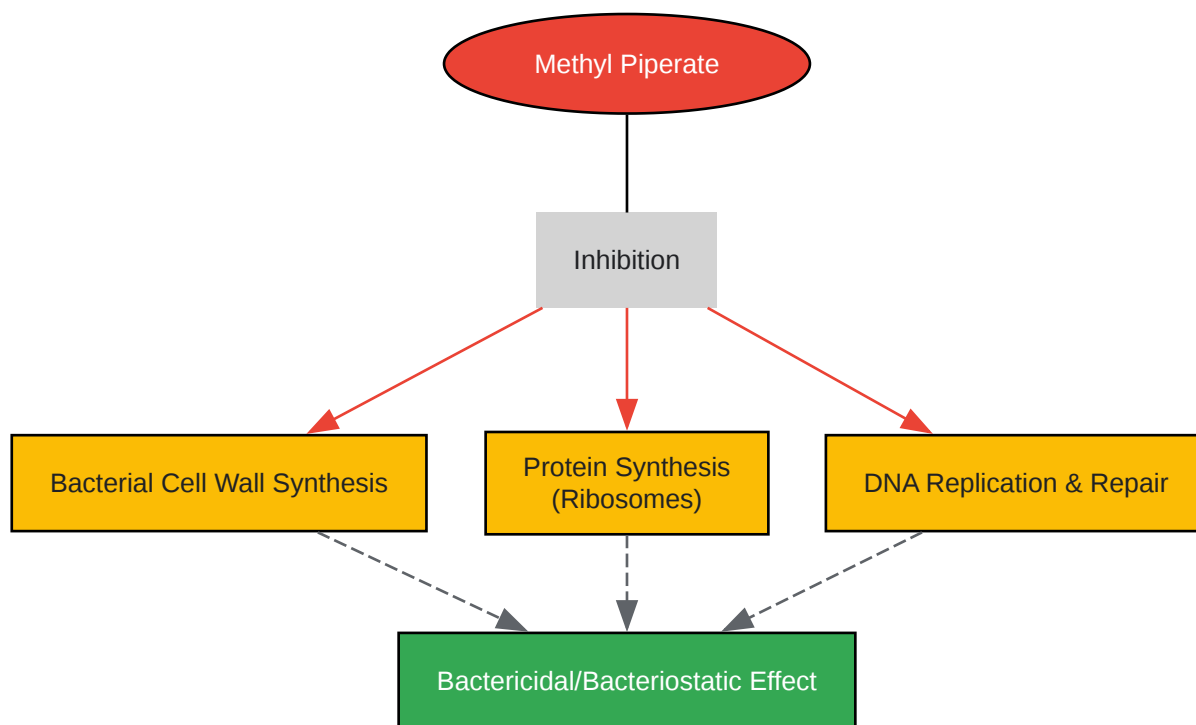 Methyl Piperate
Inhibition
Bacterial Cell Wall Synthesis
Protein Synthesis
(Ribosomes)
DNA Replication & Repair
Bactericidal/Bacteriostatic Effect